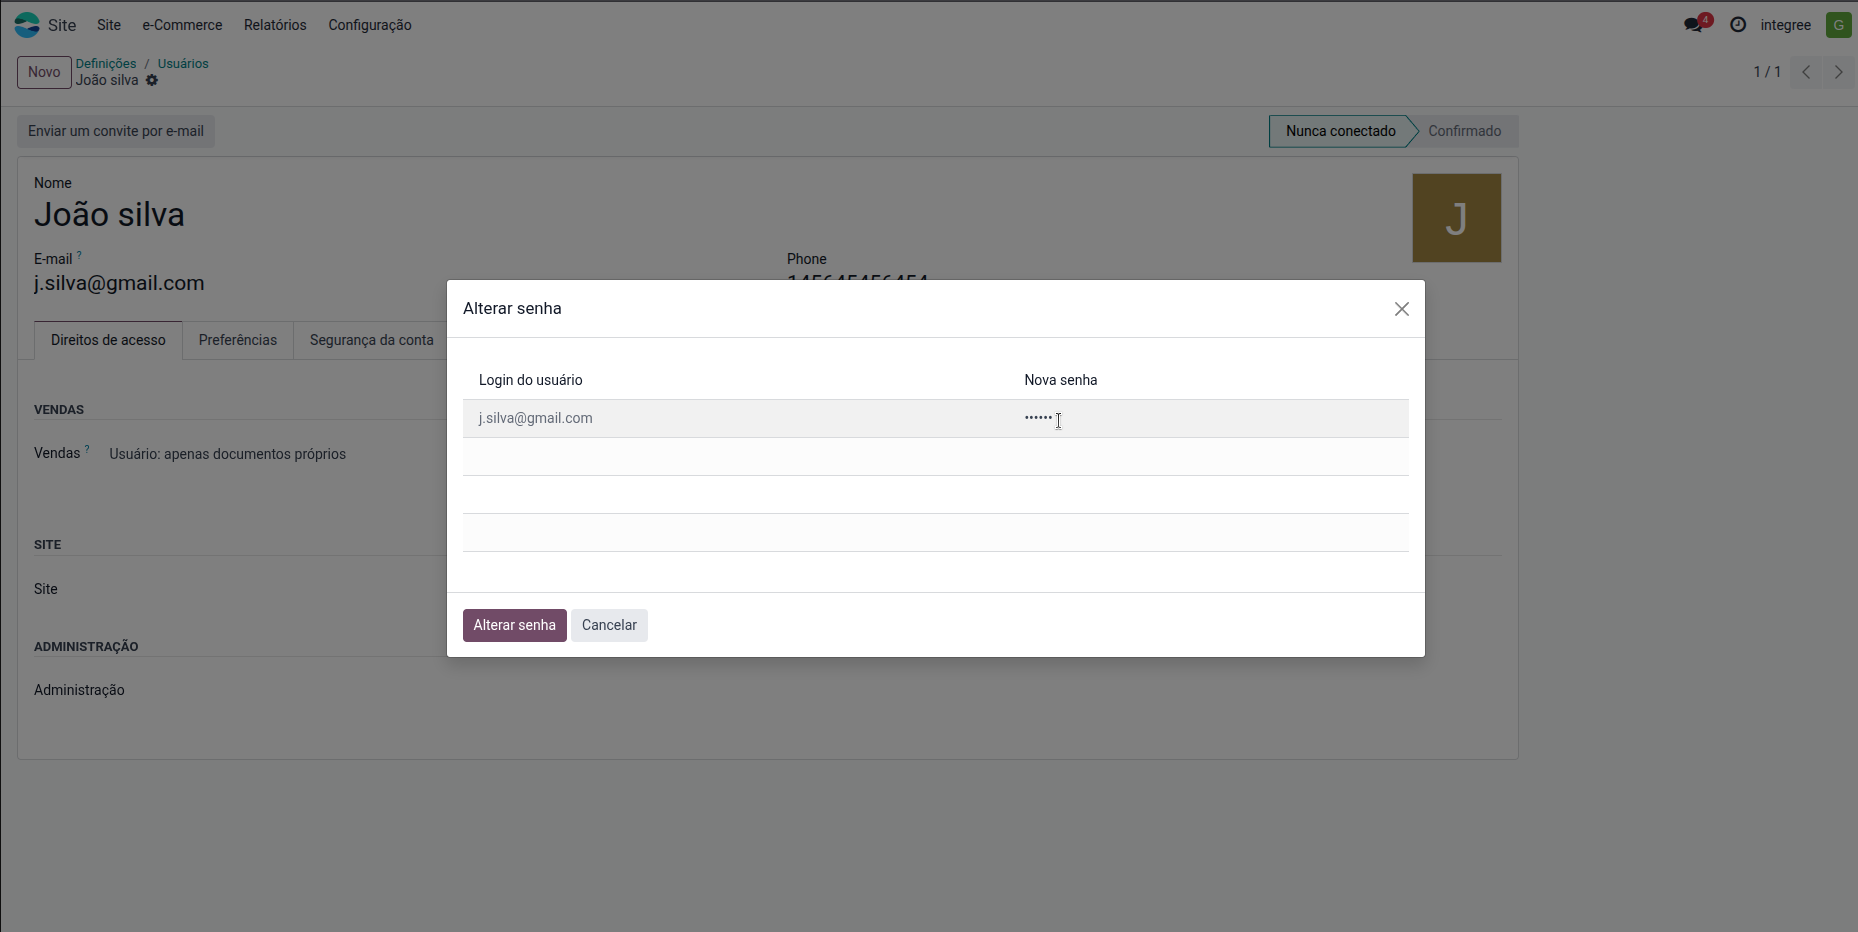 Site Site e-Commerce Relatórios Configuração 4 integree G
Novo Definições / Usuários
João silva 1 / 1
Enviar um convite por e-mail Nunca conectado Confirmado
Nome
João silva J
E-mail ? Phone
j.silva@gmail.com
Alterar senha
Direitos de acesso Preferências Segurança da conta
Login do usuário Nova senha
j.silva@gmail.com ••••••
VENDAS
Vendas ? Usuário: apenas documentos próprios
SITE
Site
Alterar senha Cancelar
ADMINISTRAÇÃO
Administração